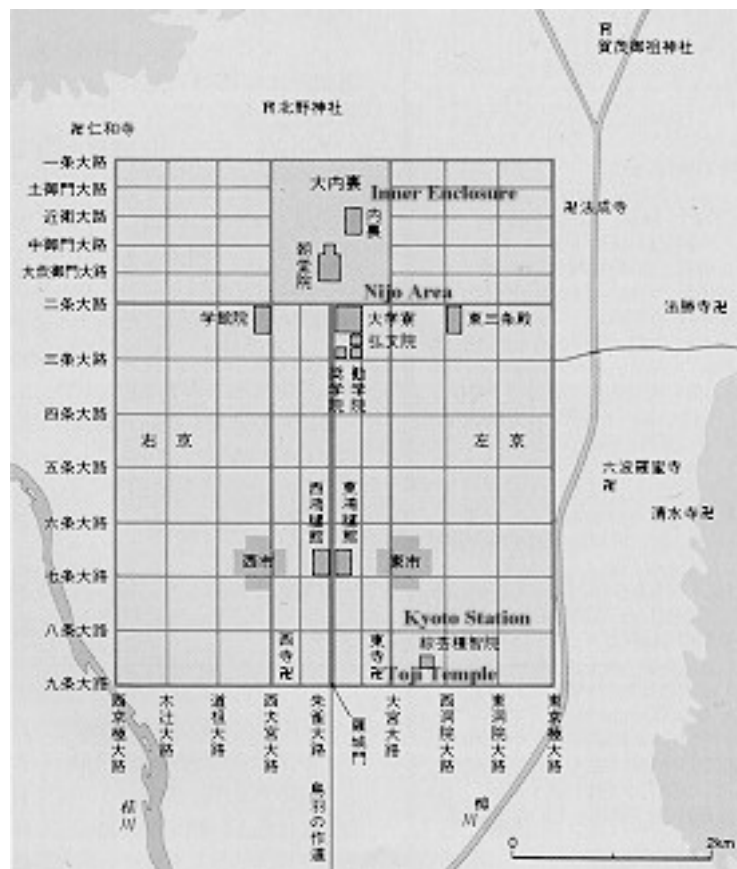 賀茂御祖神社
北野神社
卍仁和寺
一条大路
土御門大路
近衛大路
中御門大路
大炊御門大路
二条大路
三条大路
四条大路
五条大路
六条大路
七条大路
八条大路
九条大路
大内裏
Inner Enclosure
内裏
朝堂院
卍法成寺
Nijo Area
学館院
大学寮
東三条殿
弘文院
奨学院
勧学院
法勝寺卍
右京
左京
西鴻臚館
東鴻臚館
六波羅蜜寺
卍
清水寺卍
西市
東市
Kyoto Station
綜芸種智院
西寺卍
東寺卍
Toji Temple
西京極大路
木辻大路
道祖大路
西大宮大路
朱雀大路
羅城門
大宮大路
西洞院大路
東洞院大路
東京極大路
鳥羽の作道
桂川
0
2km